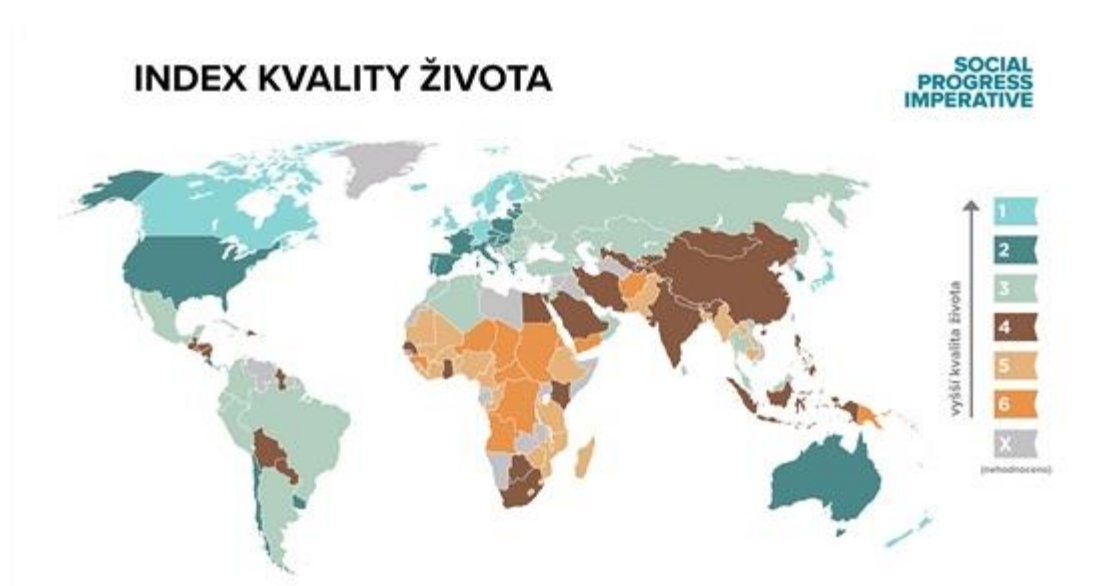 INDEX KVALITY ŽIVOTA
SOCIAL
PROGRESS
IMPERATIVE
vyšší kvalita života
1
2
3
4
5
6
X
(nehodnoceno)